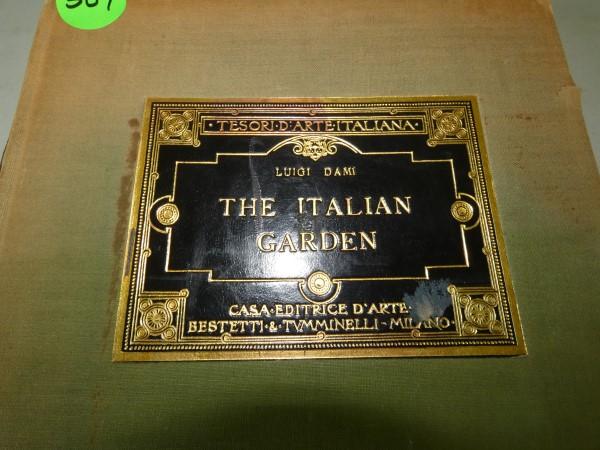 · TESORI · D'ARTE · ITALIANA ·
LUIGI DAMI
THE ITALIAN
GARDEN
CASA · EDITRICE D'ARTE ·
BESTETTI · & · TVMMINELLI - MILANO ·